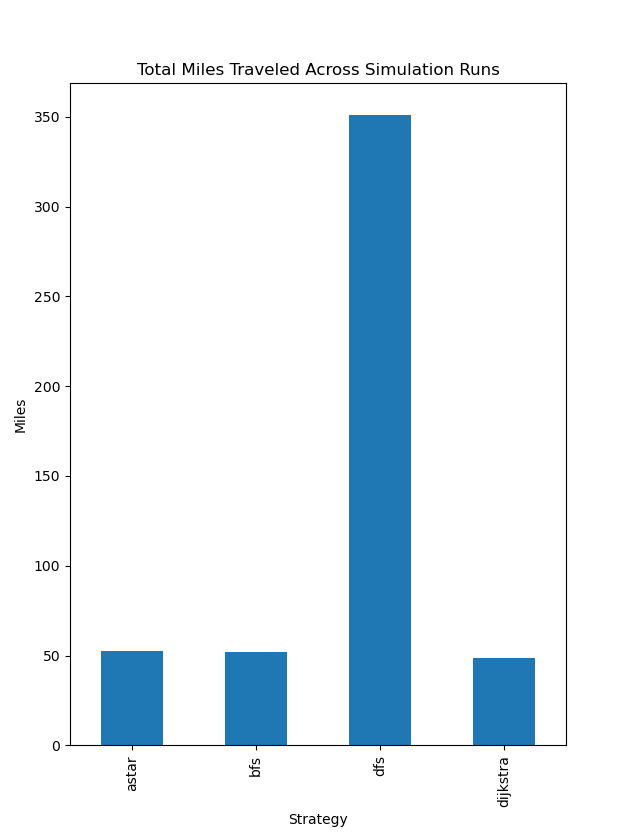 Total Miles Traveled Across Simulation Runs
Miles
350
300
250
200
150
100
50
0
astar
bfs
dfs
dijkstra
Strategy